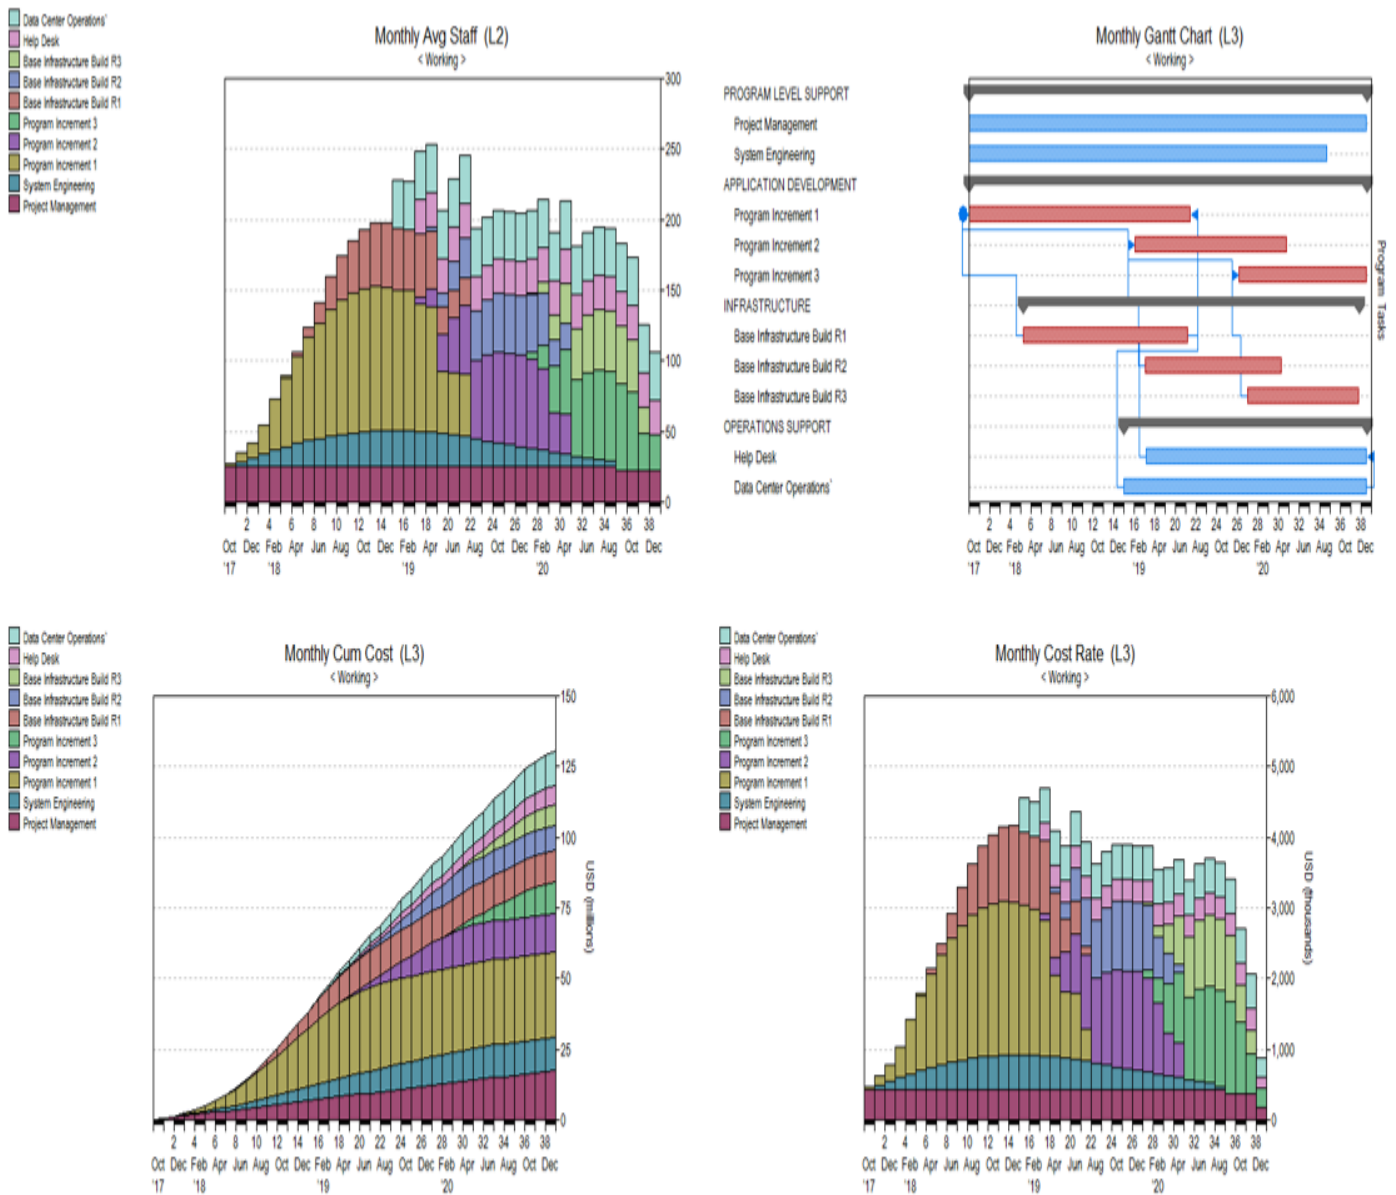 Data Center Operations'
Help Desk
Base Infrastructure Build R3
Base Infrastructure Build R2
Base Infrastructure Build R1
Program Increment 3
Program Increment 2
Program Increment 1
System Engineering
Project Management
Monthly Avg Staff (L2)
< Working >
300
250
200
150
100
50
0
2 4 6 8 10 12 14 16 18 20 22 24 26 28 30 32 34 36 38
Oct Dec Feb Apr Jun Aug Oct Dec Feb Apr Jun Aug Oct Dec Feb Apr Jun Aug Oct Dec
'17 '18 '19 '20
Monthly Gantt Chart (L3)
< Working >
PROGRAM LEVEL SUPPORT
Project Management
System Engineering
APPLICATION DEVELOPMENT
Program Increment 1
Program Increment 2
Program Increment 3
INFRASTRUCTURE
Base Infrastructure Build R1
Base Infrastructure Build R2
Base Infrastructure Build R3
OPERATIONS SUPPORT
Help Desk
Data Center Operations'
Program Tasks
2 4 6 8 10 12 14 16 18 20 22 24 26 28 30 32 34 36 38
Oct Dec Feb Apr Jun Aug Oct Dec Feb Apr Jun Aug Oct Dec Feb Apr Jun Aug Oct Dec
'17 '18 '19 '20
Data Center Operations'
Help Desk
Base Infrastructure Build R3
Base Infrastructure Build R2
Base Infrastructure Build R1
Program Increment 3
Program Increment 2
Program Increment 1
System Engineering
Project Management
Monthly Cum Cost (L3)
< Working >
150
125
100
75
50
25
0
USD (millions)
2 4 6 8 10 12 14 16 18 20 22 24 26 28 30 32 34 36 38
Oct Dec Feb Apr Jun Aug Oct Dec Feb Apr Jun Aug Oct Dec Feb Apr Jun Aug Oct Dec
'17 '18 '19 '20
Data Center Operations'
Help Desk
Base Infrastructure Build R3
Base Infrastructure Build R2
Base Infrastructure Build R1
Program Increment 3
Program Increment 2
Program Increment 1
System Engineering
Project Management
Monthly Cost Rate (L3)
< Working >
6,000
5,000
4,000
3,000
2,000
1,000
0
USD (thousands)
2 4 6 8 10 12 14 16 18 20 22 24 26 28 30 32 34 36 38
Oct Dec Feb Apr Jun Aug Oct Dec Feb Apr Jun Aug Oct Dec Feb Apr Jun Aug Oct Dec
'17 '18 '19 '20